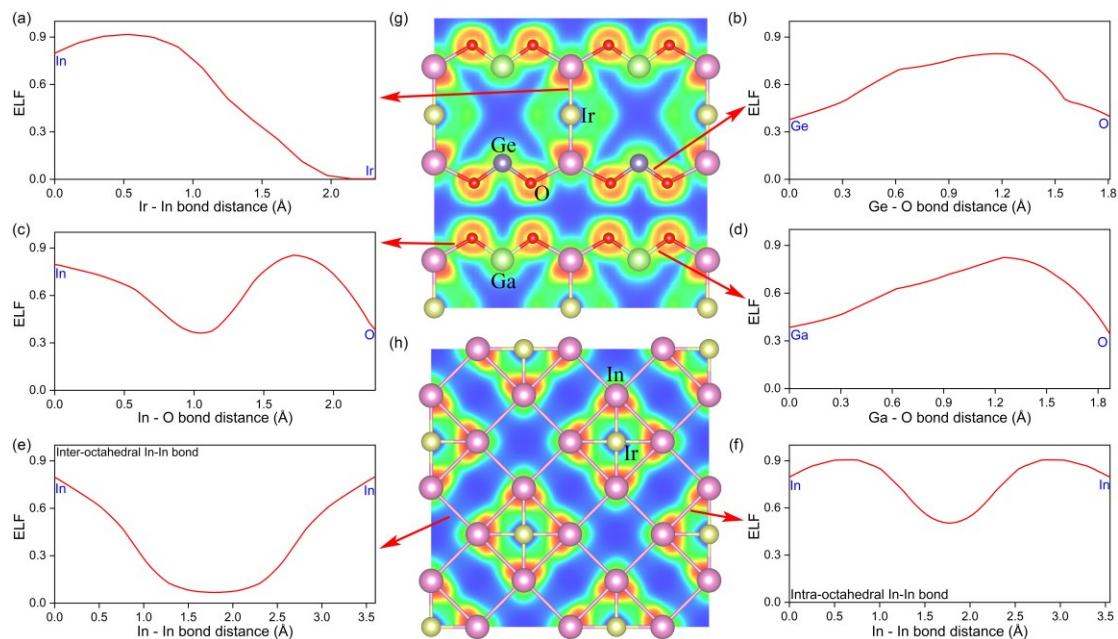 (a)
ELF
0.9
0.6
0.3
0.0
In
Ir
0.0 0.5 1.0 1.5 2.0
Ir - In bond distance (Å)
(g)
Ir
Ge
O
Ga
(b)
ELF
0.9
0.6
0.3
0.0
Ge
O
0.0 0.3 0.6 0.9 1.2 1.5 1.8
Ge - O bond distance (Å)
(c)
ELF
0.9
0.6
0.3
0.0
In
O
0.0 0.5 1.0 1.5 2.0
In - O bond distance (Å)
(d)
ELF
0.9
0.6
0.3
0.0
Ga
O
0.0 0.3 0.6 0.9 1.2 1.5 1.8
Ga - O bond distance (Å)
(e)
Inter-octahedral In-In bond
ELF
0.9
0.6
0.3
0.0
In
In
0.0 0.5 1.0 1.5 2.0 2.5 3.0 3.5
In - In bond distance (Å)
(h)
In
Ir
(f)
ELF
0.9
0.6
0.3
0.0
In
In
Intra-octahedral In-In bond
0.0 0.5 1.0 1.5 2.0 2.5 3.0 3.5
In - In bond distance (Å)